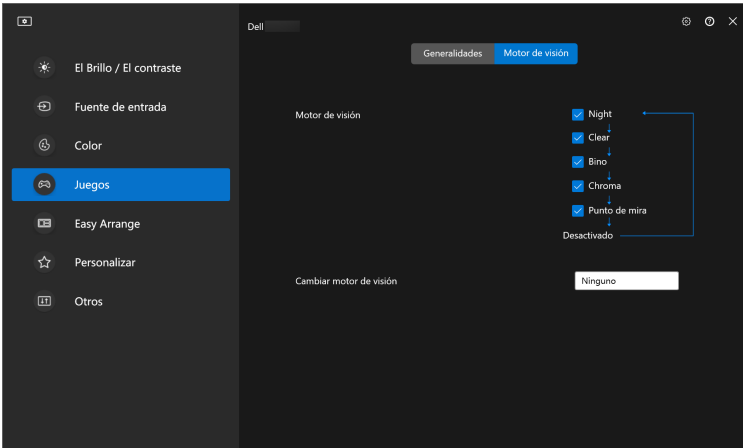 Dell
Generalidades
Motor de visión
El Brillo / El contraste
Fuente de entrada
Color
Juegos
Easy Arrange
Personalizar
Otros
Motor de visión
Night
Clear
Bino
Chroma
Punto de mira
Desactivado
Cambiar motor de visión
Ninguno